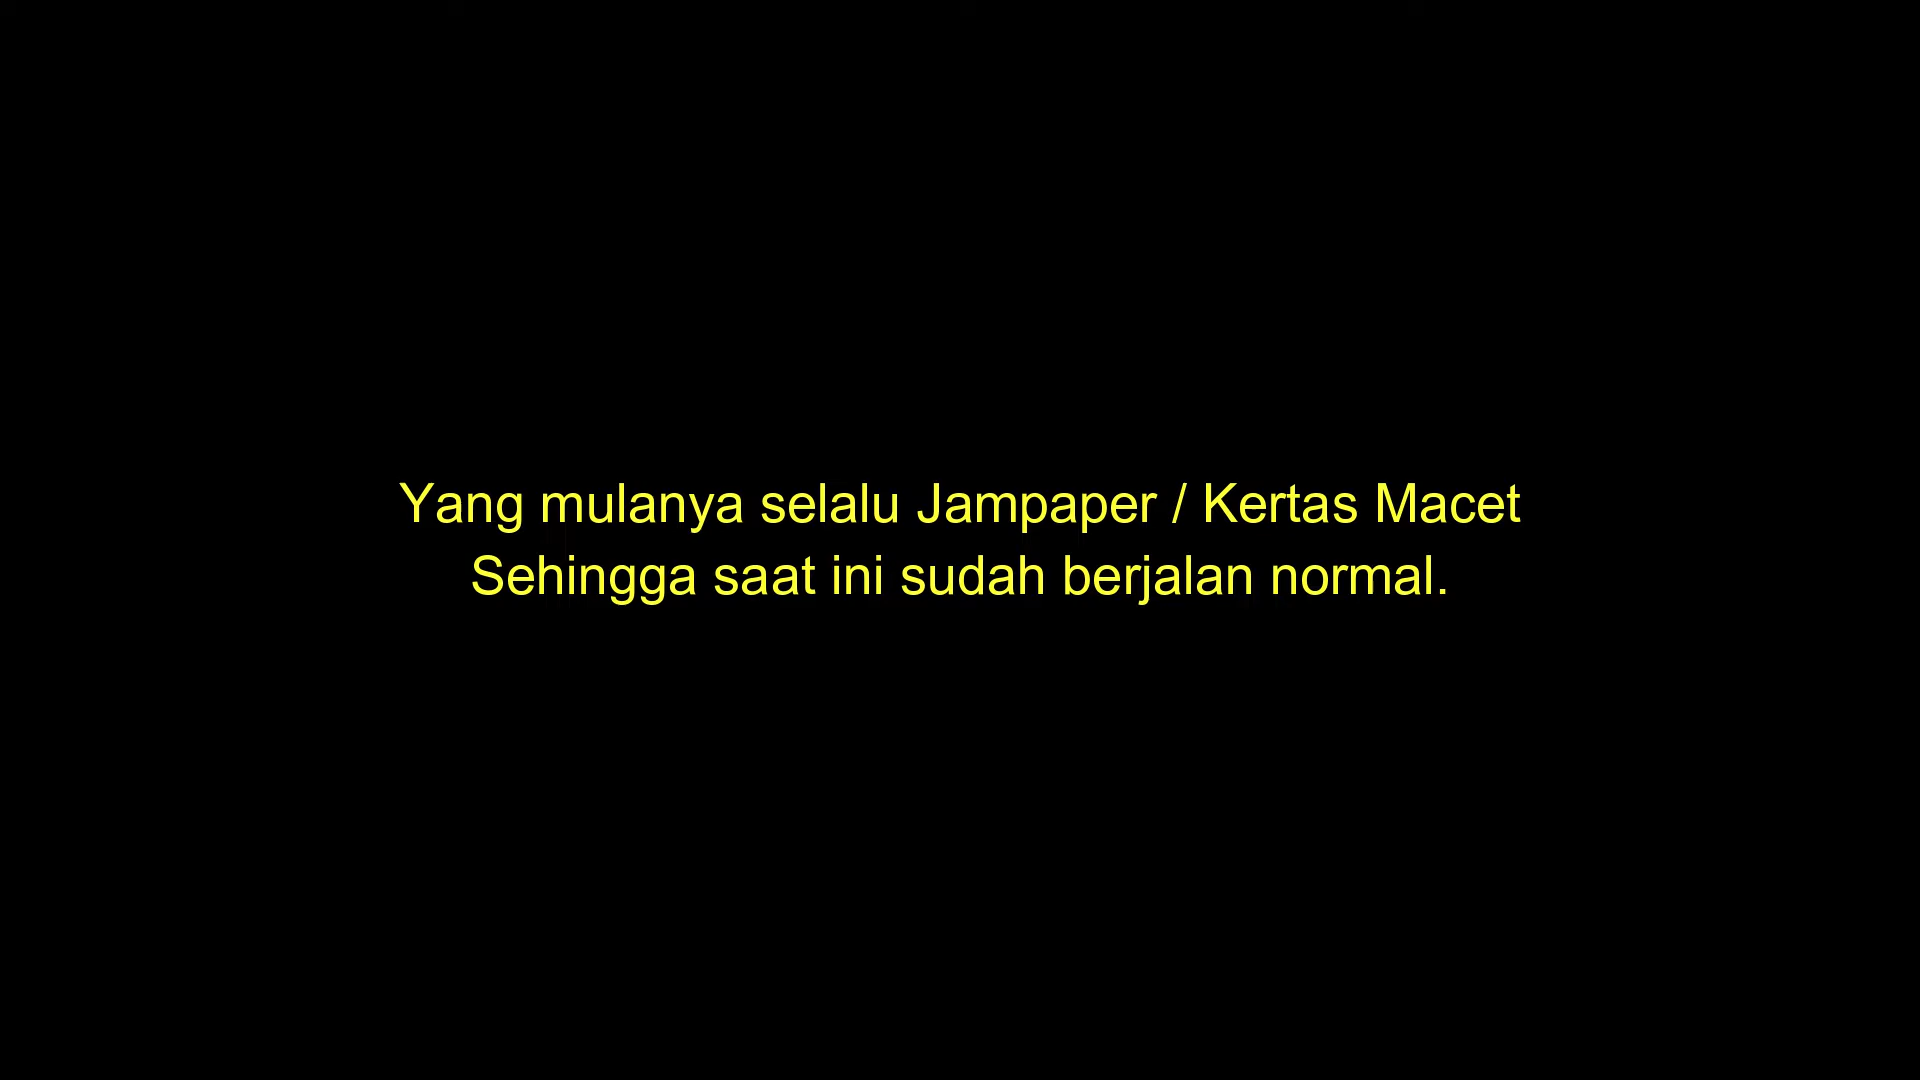 Yang mulanya selalu Jampaper / Kertas Macet
Sehingga saat ini sudah berjalan normal.